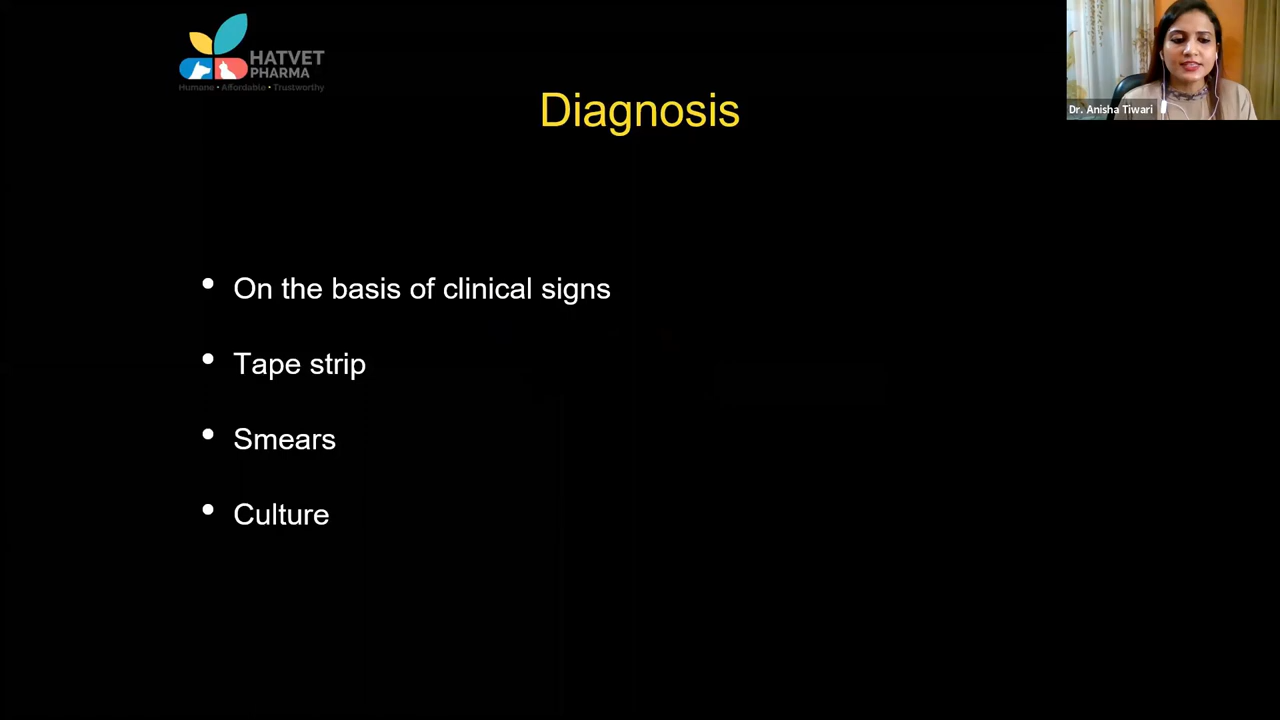 HATVET
PHARMA
Humane • Affordable • Trustworthy
Dr. Anisha Tiwari
Diagnosis
• On the basis of clinical signs
• Tape strip
• Smears
• Culture